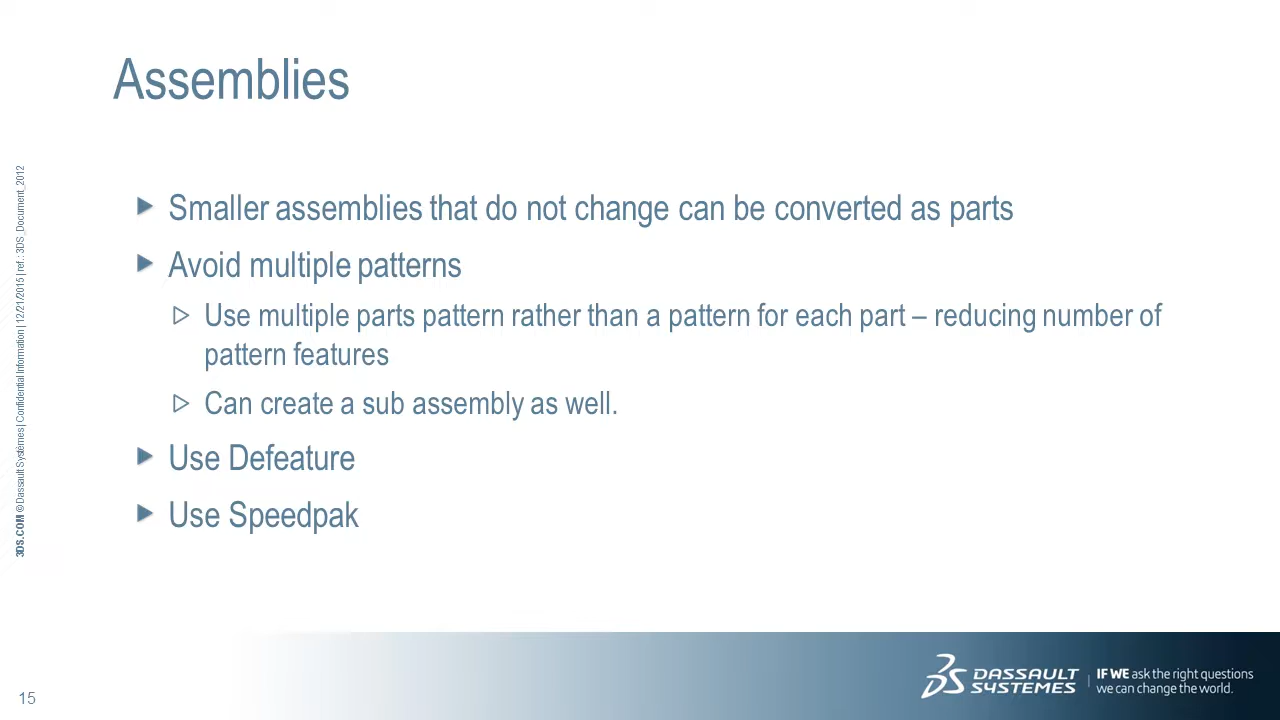 Assemblies
Smaller assemblies that do not change can be converted as parts
Avoid multiple patterns
Use multiple parts pattern rather than a pattern for each part – reducing number of
pattern features
Can create a sub assembly as well.
Use Defeature
Use Speedpak
3DS.COM © Dassault Systèmes | Confidential Information | 12/21/2015 | ref.: 3DS_Document_2012
15
DASSAULT
SYSTEMES
IF WE ask the right questions
we can change the world.